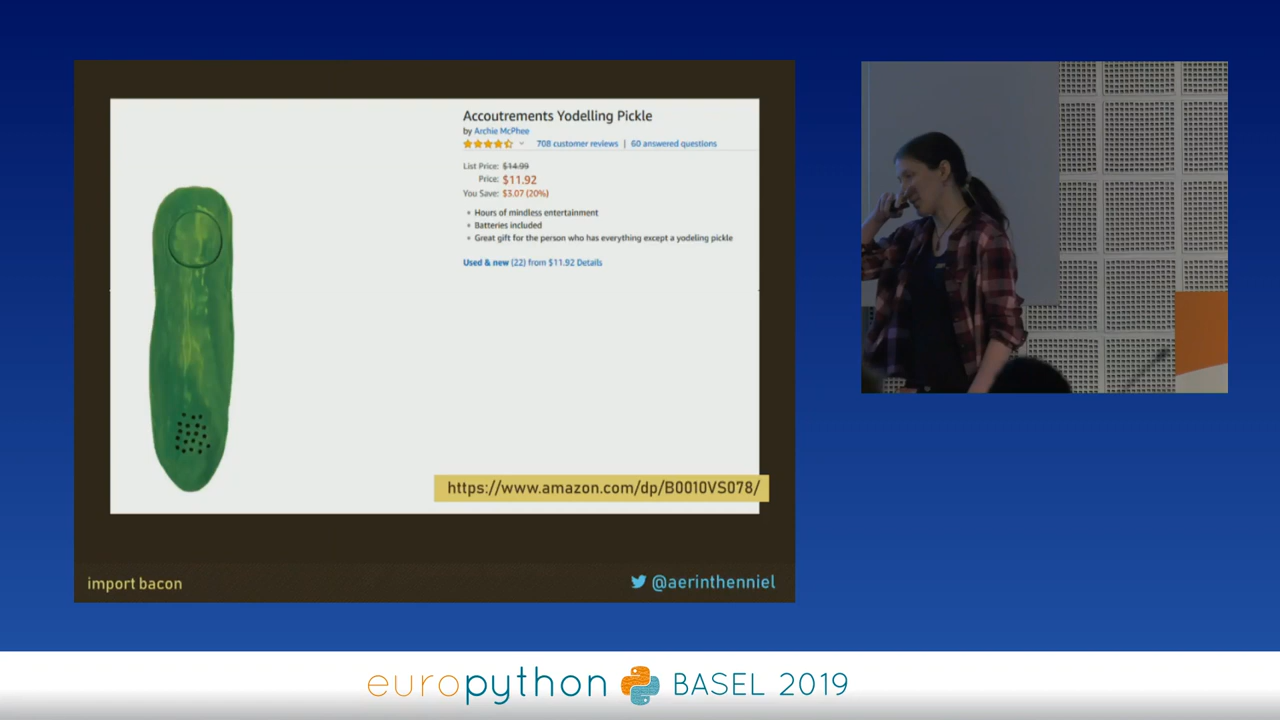 Accoutrements Yodelling Pickle
by Archie McPhee
708 customer reviews | 60 answered questions
List Price: $14.99
Price: $11.92
You Save: $3.07 (20%)
Hours of mindless entertainment
Batteries included
Great gift for the person who has everything except a yodeling pickle
Used & new (22) from $11.92 Details
https://www.amazon.com/dp/B0010VS078/
import bacon
@aerinthenniel
europython BASEL 2019